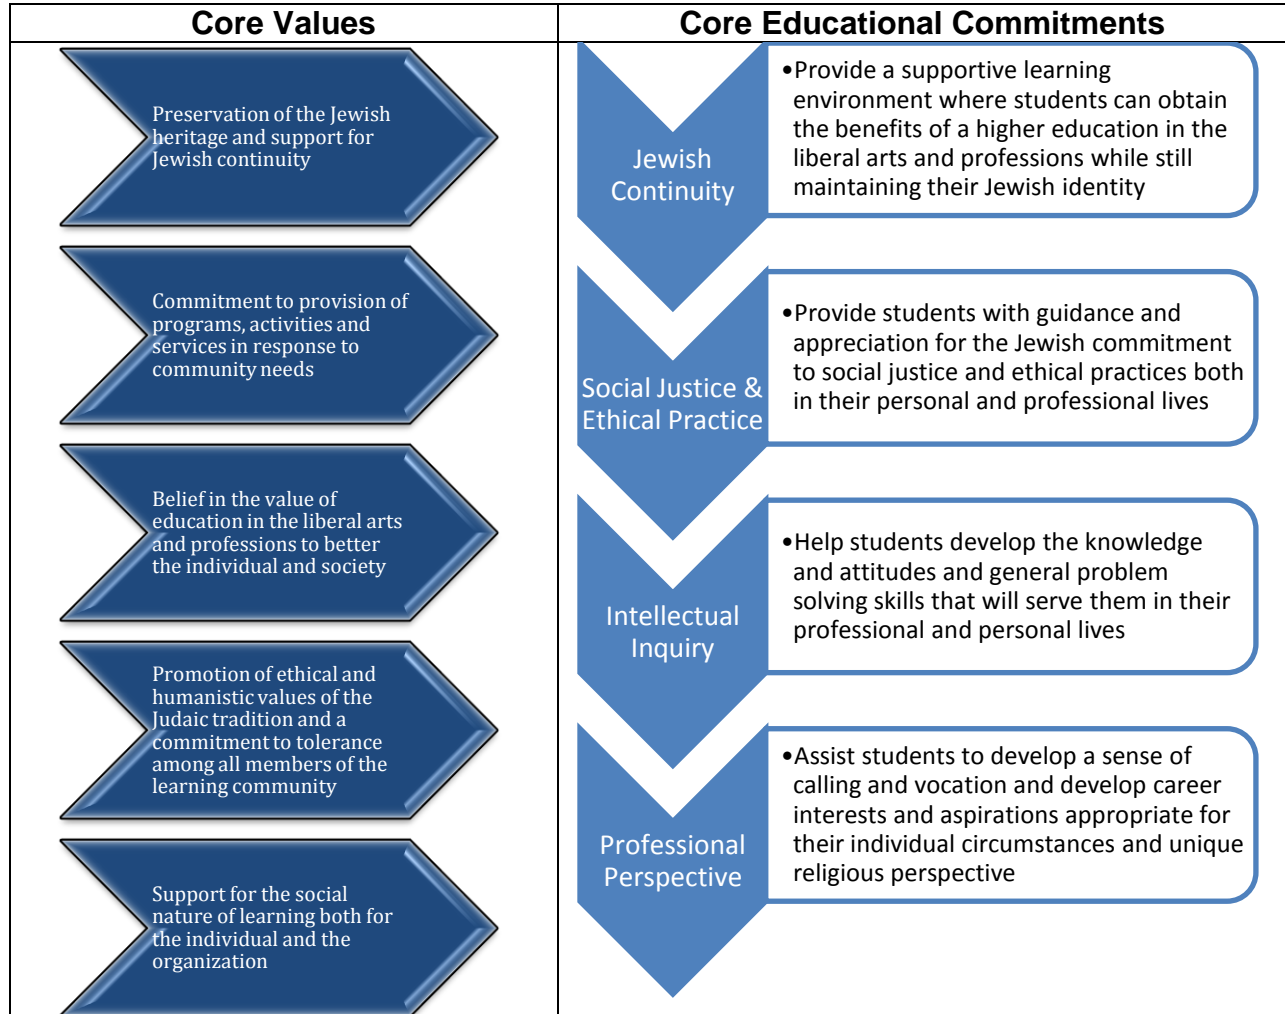 Core Values
Preservation of the Jewish
heritage and support for
Jewish continuity
Commitment to provision of
programs, activities and
services in response to
community needs
Belief in the value of
education in the liberal arts
and professions to better
the individual and society
Promotion of ethical and
humanistic values of the
Judaic tradition and a
commitment to tolerance
among all members of the
learning community
Support for the social
nature of learning both for
the individual and the
organization
Core Educational Commitments
Jewish
Continuity
•Provide a supportive learning
environment where students can obtain
the benefits of a higher education in the
liberal arts and professions while still
maintaining their Jewish identity
Social Justice &
Ethical Practice
•Provide students with guidance and
appreciation for the Jewish commitment
to social justice and ethical practices both
in their personal and professional lives
Intellectual
Inquiry
•Help students develop the knowledge
and attitudes and general problem
solving skills that will serve them in their
professional and personal lives
Professional
Perspective
•Assist students to develop a sense of
calling and vocation and develop career
interests and aspirations appropriate for
their individual circumstances and unique
religious perspective